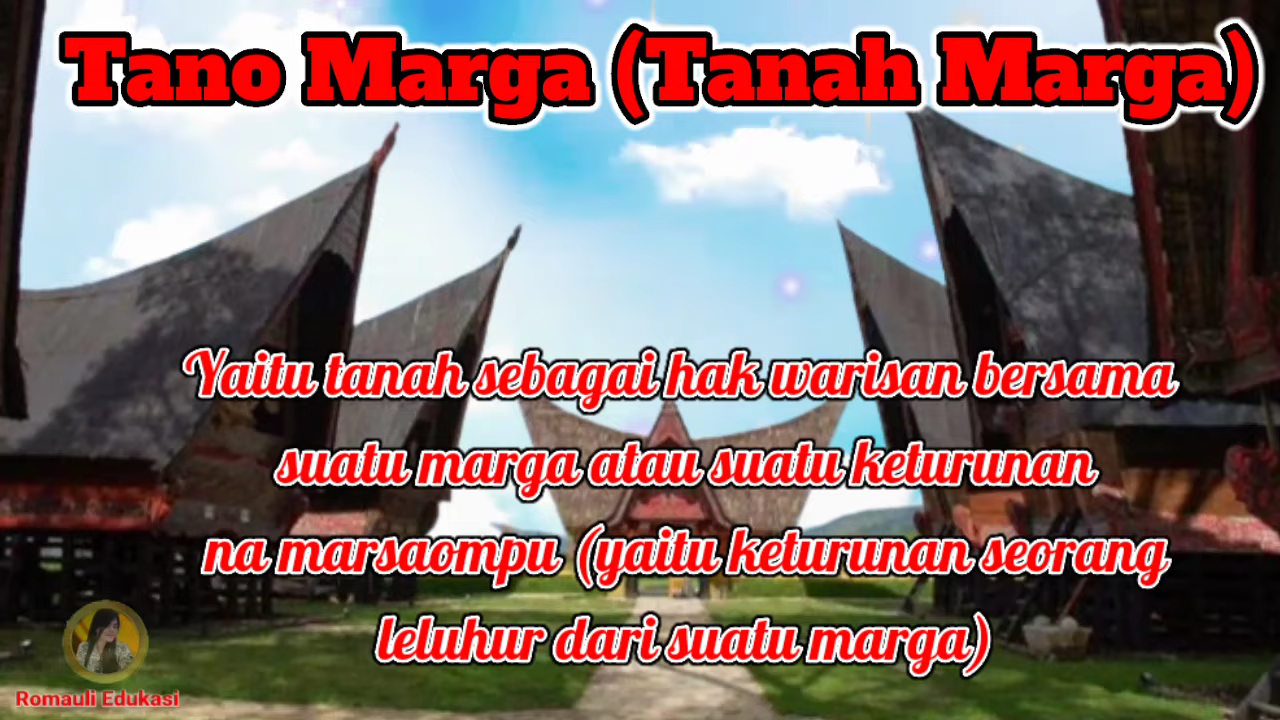 Tano Marga (Tanah Marga)
Yaitu tanah sebagai hak warisan bersama
suatu marga atau suatu keturunan
na marsaompu (yaitu keturunan seorang
leluhur dari suatu marga)
Romauli Edukasi